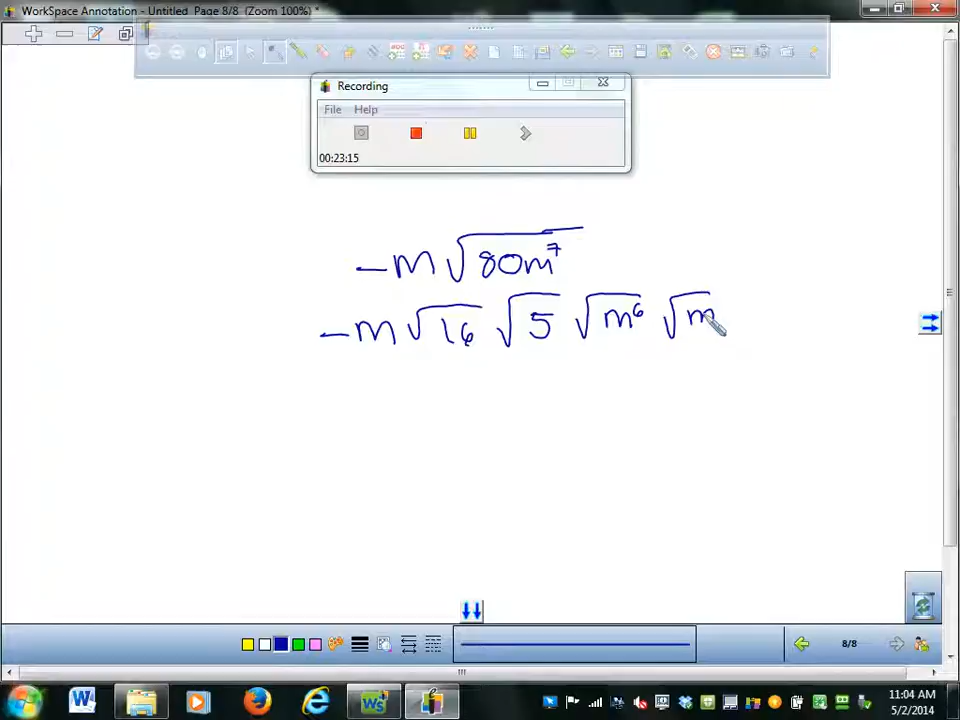 WorkSpace Annotation - Untitled Page 8/8 (Zoom 100%) *
Recording
File Help
00:23:15
−m√80m⁷
−m√16 √5 √m⁶ √m
8/8
11:04 AM
5/2/2014